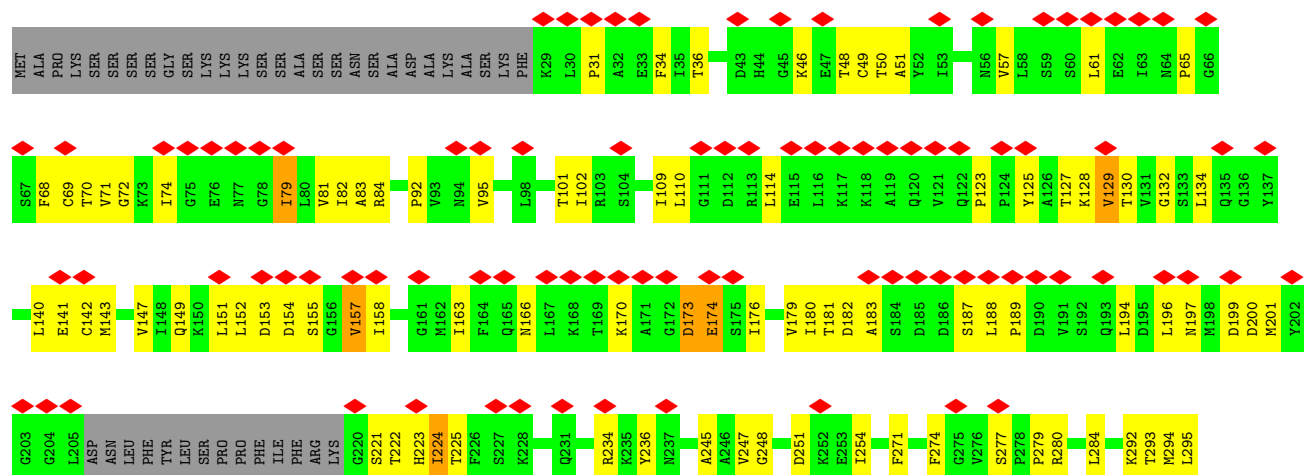 MET ALA PRO LYS SER SER SER SER SER GLY SER LYS LYS LYS SER SER ALA SER SER ASN SER ALA ASP ALA LYS ALA SER LYS PHE K29 L30 P31 A32 E33 F34 I35 T36 D43 H44 G45 K46 E47 T48 C49 T50 A51 Y52 I53 N56 V57 L58 S59 S60 L61 E62 I63 N64 P65 G66
S67 F68 C69 T70 V71 G72 K73 I74 G75 E76 N77 G78 I79 L80 V81 I82 A83 R84 P92 V93 N94 V95 L98 T101 I102 R103 S104 I109 L110 G111 D112 R113 L114 E115 L116 K117 K118 A119 Q120 V121 Q122 P123 P124 Y125 A126 T127 K128 V129 T130 V131 G132 S133 L134 Q135 G136 Y137
L140 E141 C142 M143 V147 I148 Q149 K150 L151 L152 D153 D154 S155 G156 V157 I158 G161 M162 I163 F164 Q165 N166 L167 K168 T169 K170 A171 G172 D173 E174 S175 I176 V179 I180 T181 D182 A183 S184 D185 D186 S187 L188 P189 D190 V191 S192 Q193 L194 D195 L196 N197 M198 D199 D200 M201 Y202
G203 G204 L205 ASP ASN LEU PHE TYR LEU SER PRO PRO PHE ILE PHE ARG LYS G220 S221 T222 H223 I224 T225 F226 S227 K228 Q231 R234 K235 Y236 N237 A245 A246 V247 G248 D251 K252 E253 I254 F271 F274 G275 V276 S277 P278 P279 R280 L284 K292 T293 M294 L295